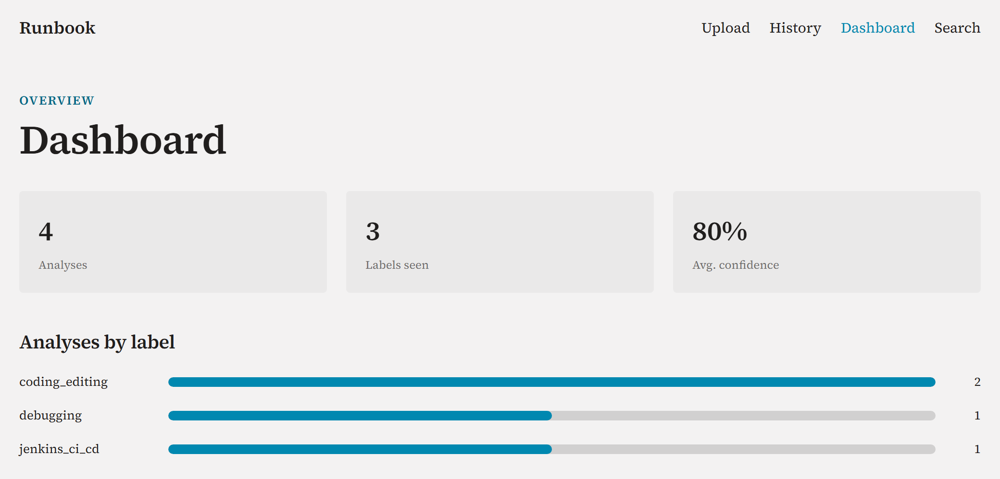 Runbook
Upload History Dashboard Search
OVERVIEW
Dashboard
4
Analyses
3
Labels seen
80%
Avg. confidence
Analyses by label
coding_editing 2
debugging 1
jenkins_ci_cd 1